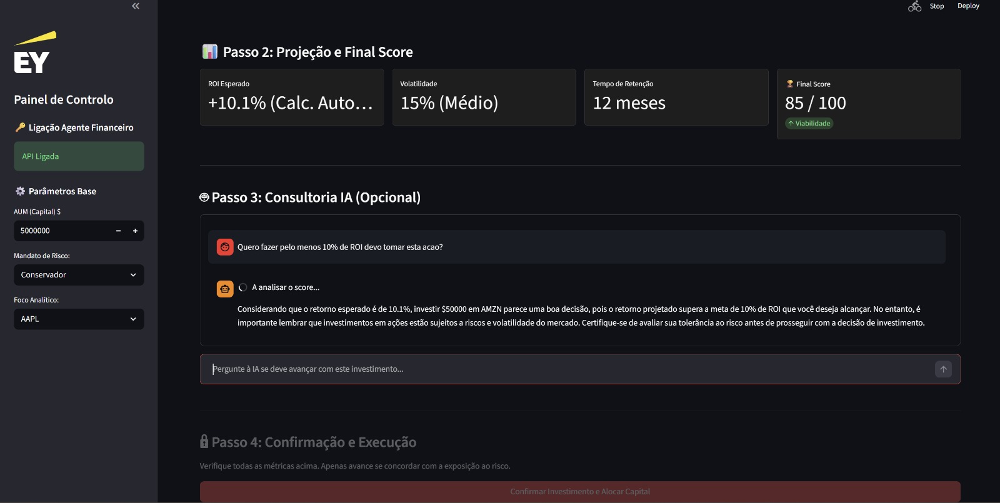 Stop
Deploy
EY
Painel de Controlo
Ligação Agente Financeiro
API Ligada
Parâmetros Base
AUM (Capital) $
5000000
Mandato de Risco:
Conservador
Foco Analítico:
AAPL
Passo 2: Projeção e Final Score
ROI Esperado
+10.1% (Calc. Auto...
Volatilidade
15% (Médio)
Tempo de Retenção
12 meses
Final Score
85 / 100
↑ Viabilidade
Passo 3: Consultoria IA (Opcional)
Quero fazer pelo menos 10% de ROI devo tomar esta acao?
A analisar o score...
Considerando que o retorno esperado é de 10.1%, investir $50000 em AMZN parece uma boa decisão, pois o retorno projetado supera a meta de 10% de ROI que você deseja alcançar. No entanto, é
importante lembrar que investimentos em ações estão sujeitos a riscos e volatilidade do mercado. Certifique-se de avaliar sua tolerância ao risco antes de prosseguir com a decisão de investimento.
Pergunte à IA se deve avançar com este investimento...
Passo 4: Confirmação e Execução
Verifique todas as métricas acima. Apenas avance se concordar com a exposição ao risco.
Confirmar Investimento e Alocar Capital